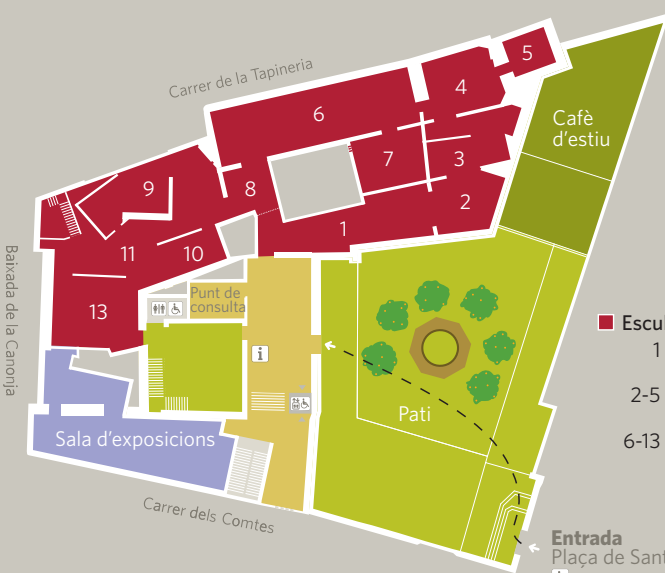 Carrer de la Tapineria
5
4
6
Cafè
d'estiu
7
3
9
8
2
1
11
10
Baixada de la Canonja
Punt de
consulta
13
i
Pati
Sala d'exposicions
Carrer dels Comtes
1
2-5
6-13
Entrada
Plaça de